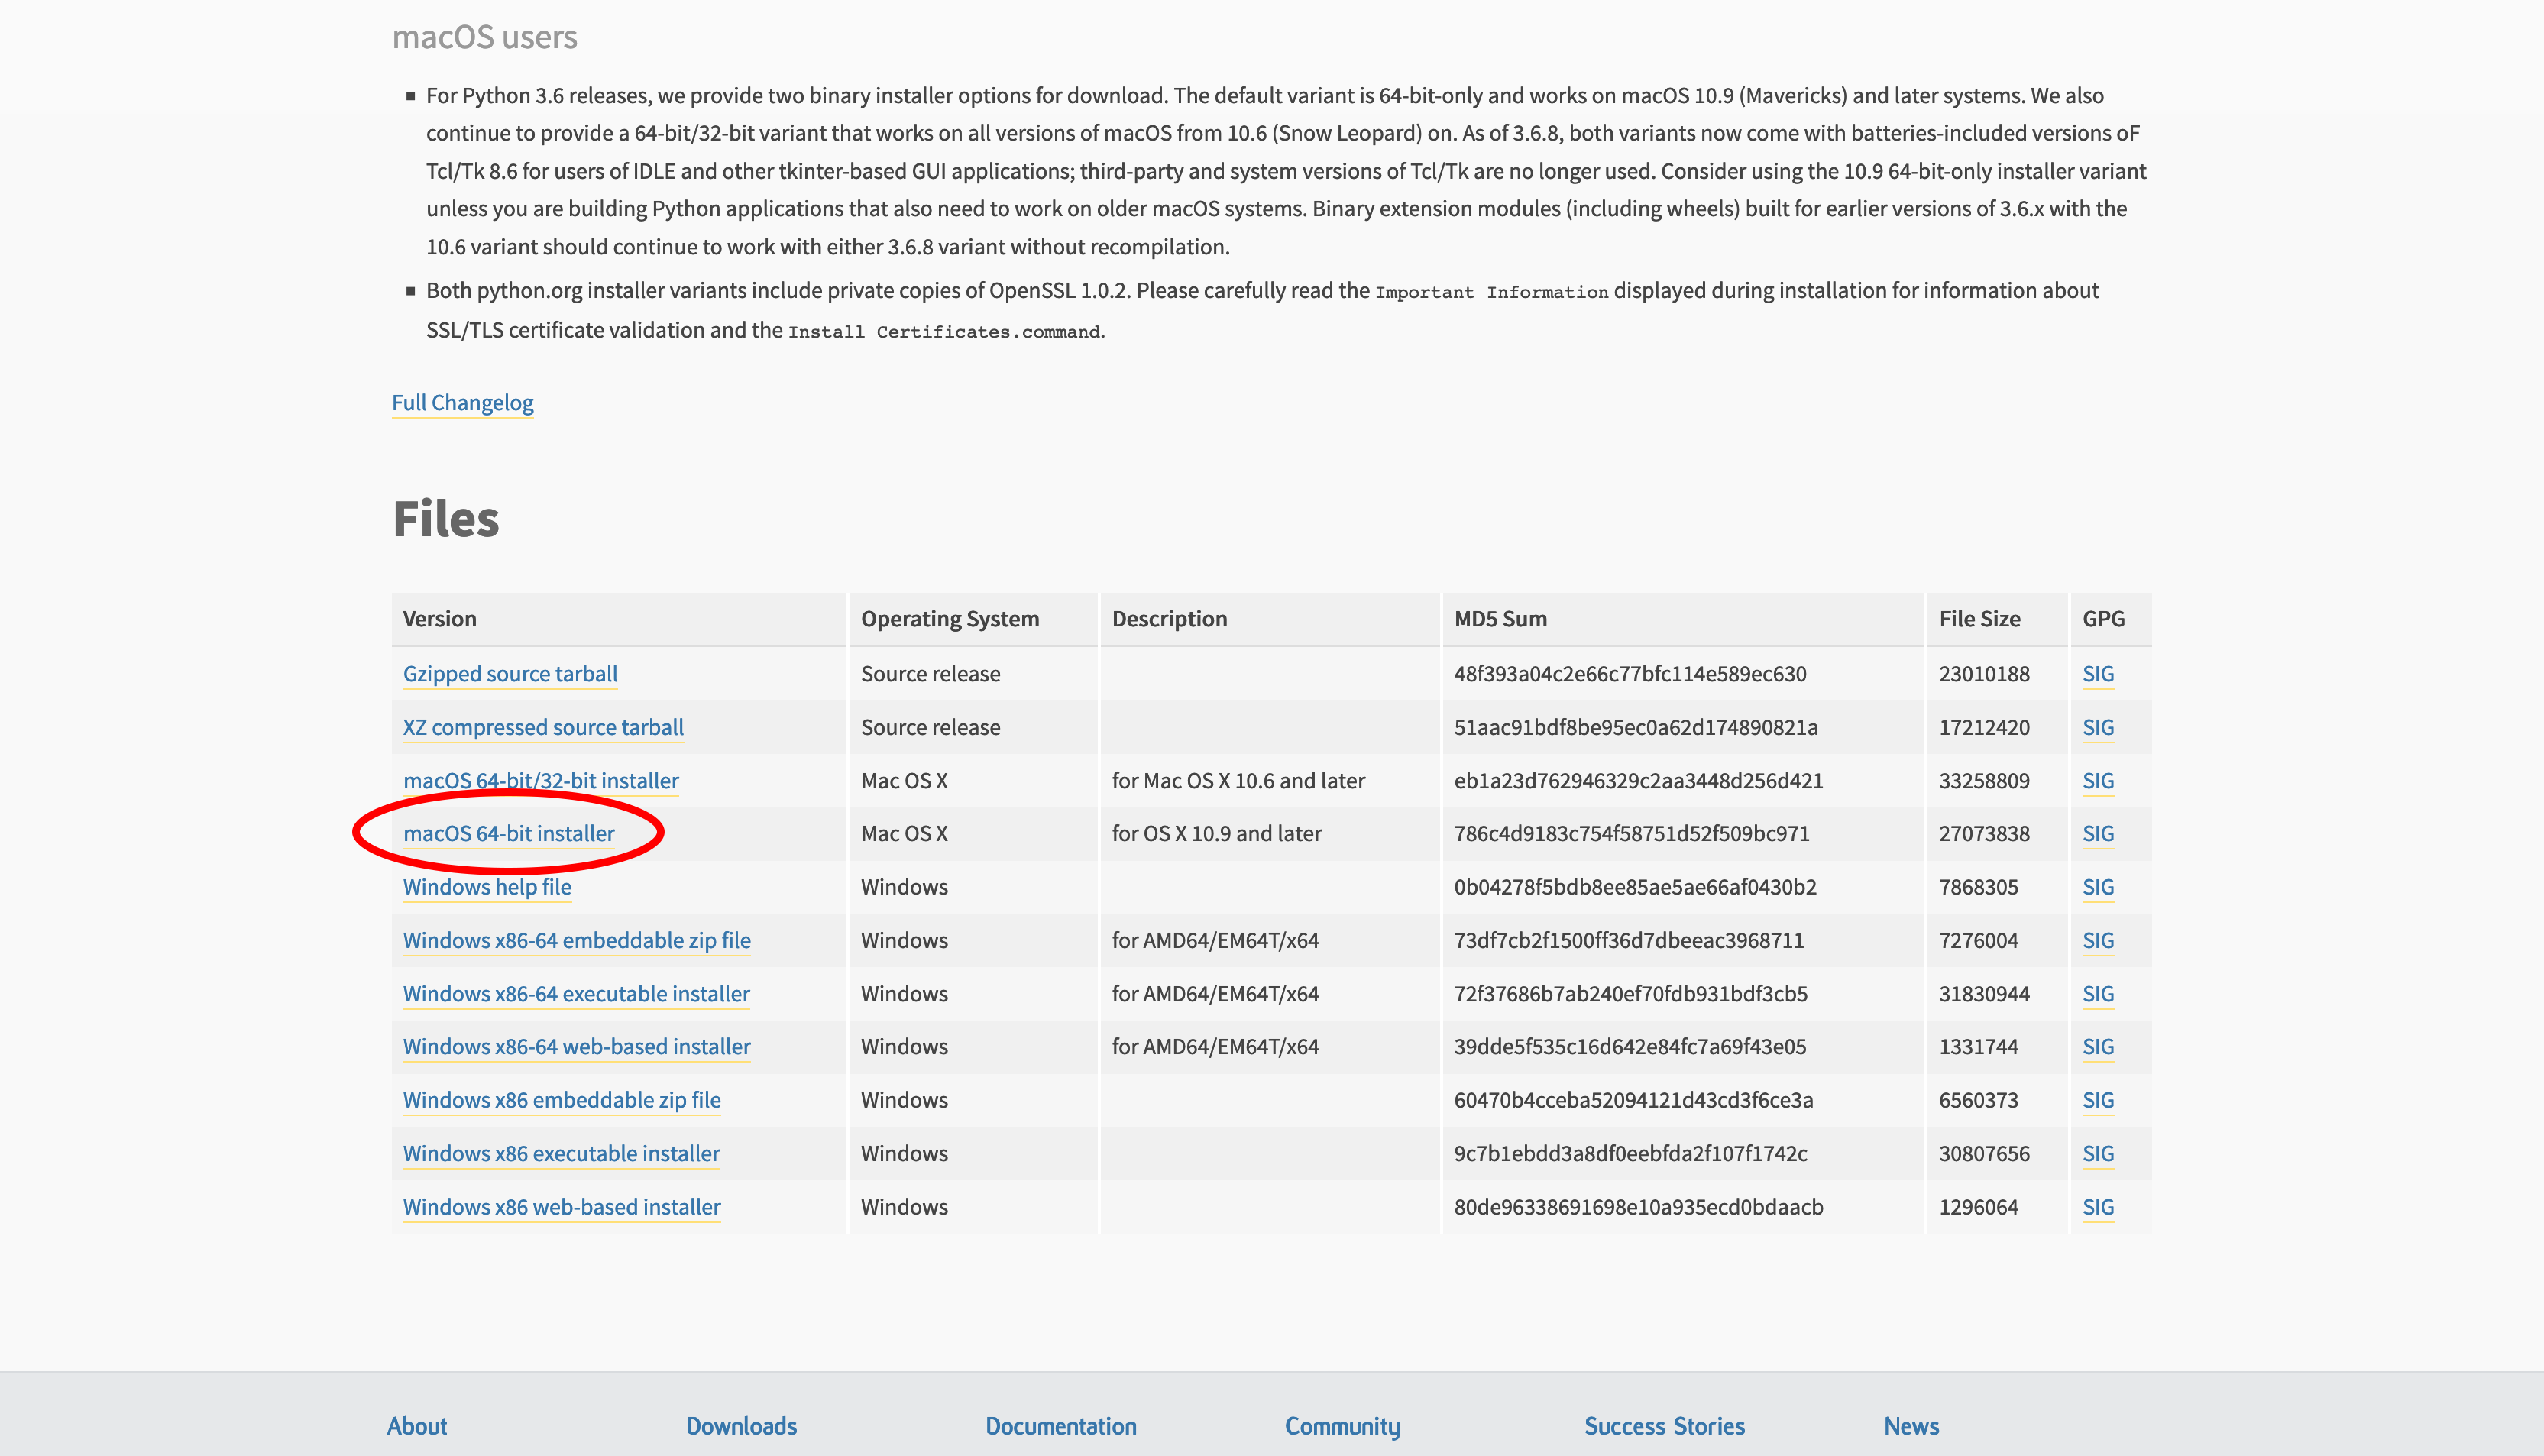 macOS users
For Python 3.6 releases, we provide two binary installer options for download. The default variant is 64-bit-only and works on macOS 10.9 (Mavericks) and later systems. We also
continue to provide a 64-bit/32-bit variant that works on all versions of macOS from 10.6 (Snow Leopard) on. As of 3.6.8, both variants now come with batteries-included versions oF
Tcl/Tk 8.6 for users of IDLE and other tkinter-based GUI applications; third-party and system versions of Tcl/Tk are no longer used. Consider using the 10.9 64-bit-only installer variant
unless you are building Python applications that also need to work on older macOS systems. Binary extension modules (including wheels) built for earlier versions of 3.6.x with the
10.6 variant should continue to work with either 3.6.8 variant without recompilation.
Both python.org installer variants include private copies of OpenSSL 1.0.2. Please carefully read the Important Information displayed during installation for information about
SSL/TLS certificate validation and the Install Certificates.command.
Full Changelog
Files
Version Operating System Description MD5 Sum File Size GPG
Gzipped source tarball Source release 48f393a04c2e66c77bfc114e589ec630 23010188 SIG
XZ compressed source tarball Source release 51aac91bdf8be95ec0a62d174890821a 17212420 SIG
macOS 64-bit/32-bit installer Mac OS X for Mac OS X 10.6 and later eb1a23d762946329c2aa3448d256d421 33258809 SIG
macOS 64-bit installer Mac OS X for OS X 10.9 and later 786c4d9183c754f58751d52f509bc971 27073838 SIG
Windows help file Windows 0b04278f5bdb8ee85ae5ae66af0430b2 7868305 SIG
Windows x86-64 embeddable zip file Windows for AMD64/EM64T/x64 73df7cb2f1500ff36d7dbeeac3968711 7276004 SIG
Windows x86-64 executable installer Windows for AMD64/EM64T/x64 72f37686b7ab240ef70fdb931bdf3cb5 31830944 SIG
Windows x86-64 web-based installer Windows for AMD64/EM64T/x64 39dde5f535c16d642e84fc7a69f43e05 1331744 SIG
Windows x86 embeddable zip file Windows 60470b4cceba52094121d43cd3f6ce3a 6560373 SIG
Windows x86 executable installer Windows 9c7b1ebdd3a8df0eebfda2f107f1742c 30807656 SIG
Windows x86 web-based installer Windows 80de96338691698e10a935ecd0bdaacb 1296064 SIG
About Downloads Documentation Community Success Stories News